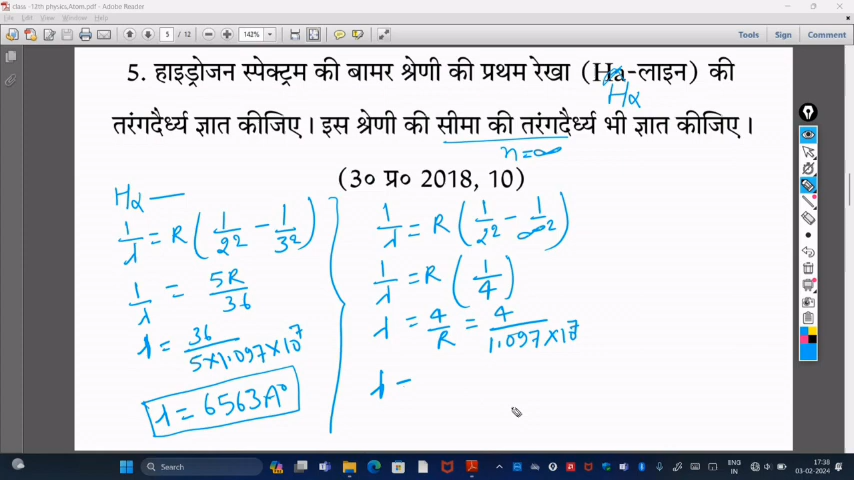 class -12th physics,Atom.pdf
File Edit View Window Help
5 / 12
142%
Tools Sign Comment
5. हाइड्रोजन स्पेक्ट्रम की बामर श्रेणी की प्रथम रेखा (Ha-लाइन) की
Hα
तरंगदैर्ध्य ज्ञात कीजिए। इस श्रेणी की सीमा की तरंगदैर्ध्य भी ज्ञात कीजिए।
n=∞
(उ० प्र० 2018, 10)
Hα —
1/λ = R (1/2² − 1/3²)
1/λ = 5R/36
λ = 36/5×1.097×10⁷
λ = 6563A°
1/λ = R (1/2² − 1/∞²)
1/λ = R (1/4)
λ = 4/R = 4/1.097×10⁷
λ −
Search
ENG
IN
17:38
03-02-2024